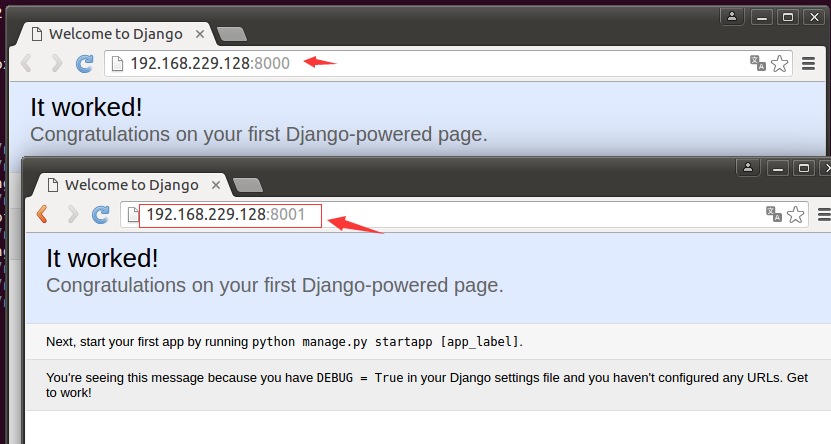 Welcome to Django
192.168.229.128:8000
It worked!
Congratulations on your first Django-powered page.
Welcome to Django
192.168.229.128:8001
It worked!
Congratulations on your first Django-powered page.
Next, start your first app by running python manage.py startapp [app_label].
You're seeing this message because you have DEBUG = True in your Django settings file and you haven't configured any URLs. Get
to work!